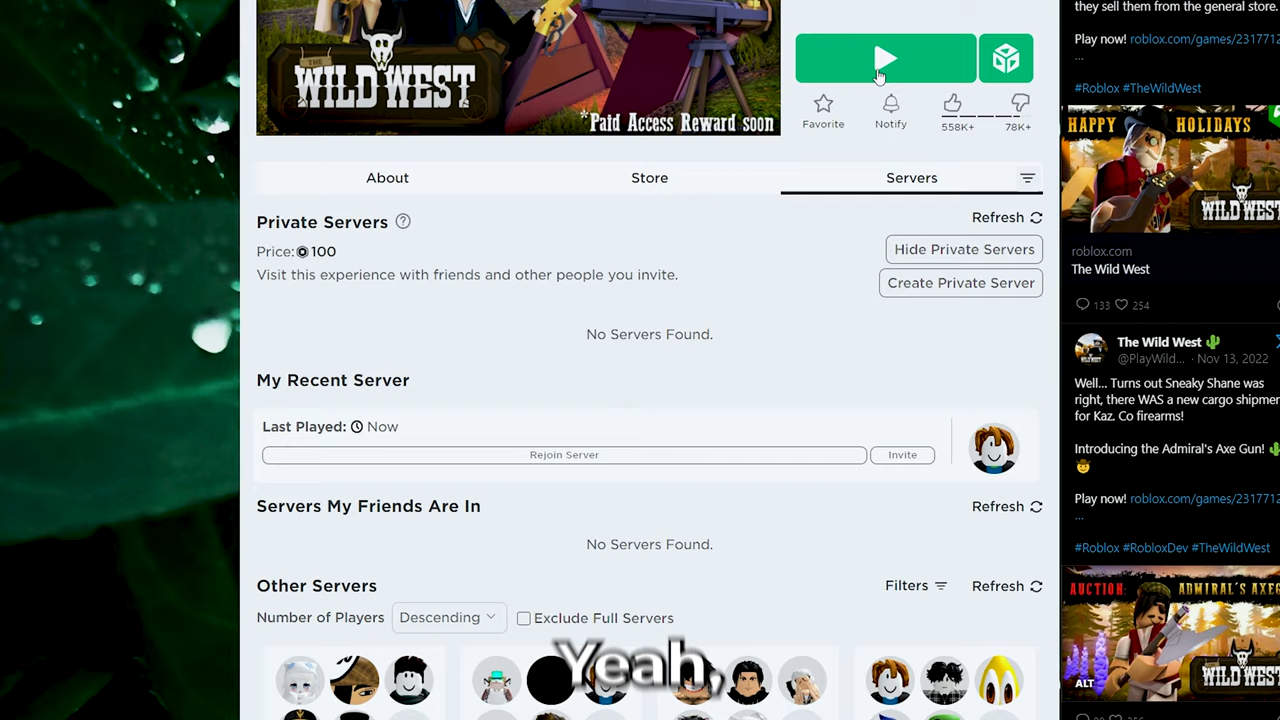 THE
WILD WEST
*Paid Access Reward soon
Favorite
Notify
558K+
78K+
About
Store
Servers
Private Servers ?
Refresh
Price: 100
Hide Private Servers
Visit this experience with friends and other people you invite.
Create Private Server
No Servers Found.
My Recent Server
Last Played: Now
Rejoin Server
Invite
Servers My Friends Are In
Refresh
No Servers Found.
Other Servers
Filters
Refresh
Number of Players
Descending
Exclude Full Servers
Yeah,
they sell them from the general store.
Play now! roblox.com/games/2317712
...
#Roblox #TheWildWest
HAPPY HOLIDAYS
WILD WEST
roblox.com
The Wild West
133
254
The Wild West
@PlayWild... · Nov 13, 2022
Well... Turns out Sneaky Shane was
right, there WAS a new cargo shipmen
for Kaz. Co firearms!
Introducing the Admiral's Axe Gun!
Play now! roblox.com/games/2317712
...
#Roblox #RobloxDev #TheWildWest
AUCTION: ADMIRAL'S AXEG
WILD WEST
ALT